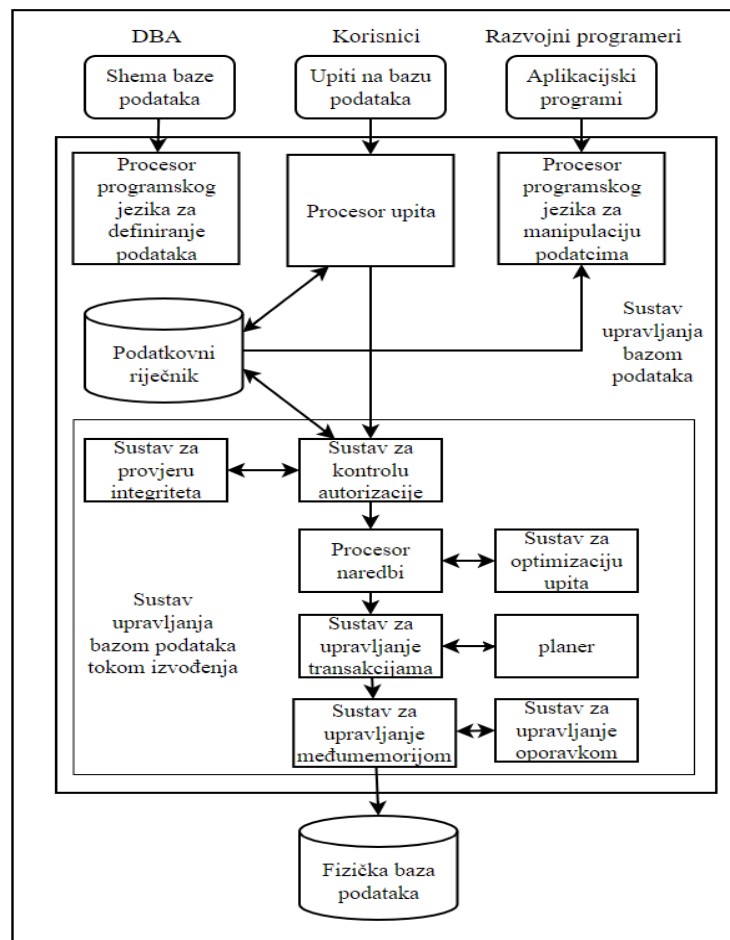 DBA
Korisnici
Razvojni programeri
Shema baze
podataka
Upiti na bazu
podataka
Aplikacijski
programi
Procesor
programskog
jezika za
definiranje
podataka
Procesor upita
Procesor
programskog
jezika za
manipulaciju
podatcima
Podatkovni
riječnik
Sustav
upravljanja
bazom
podataka
Sustav za
provjeru
integriteta
Sustav za
kontrolu
autorizacije
Procesor
naredbi
Sustav za
optimizaciju
upita
Sustav
upravljanja
bazom podataka
tokom izvođenja
Sustav za
upravljanje
transakcijama
planer
Sustav za
upravljanje
međumemorijom
Sustav za
upravljanje
oporavkom
Fizička baza
podataka